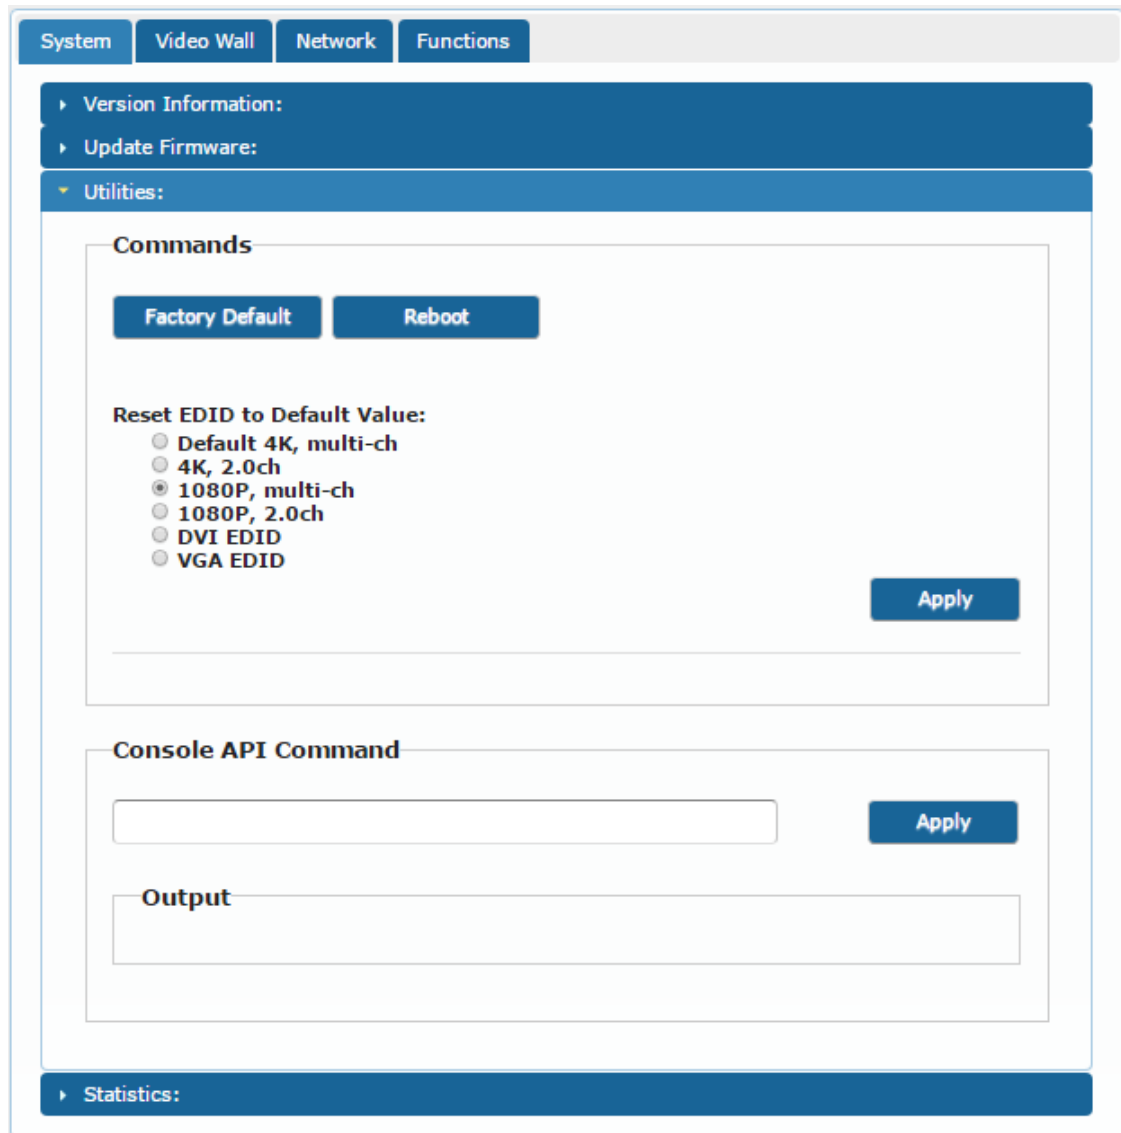 System Video Wall Network Functions
Version Information:
Update Firmware:
Utilities:
Commands
Factory Default Reboot
Reset EDID to Default Value:
Default 4K, multi-ch
4K, 2.0ch
1080P, multi-ch
1080P, 2.0ch
DVI EDID
VGA EDID
Apply
Console API Command
Apply
Output
Statistics: